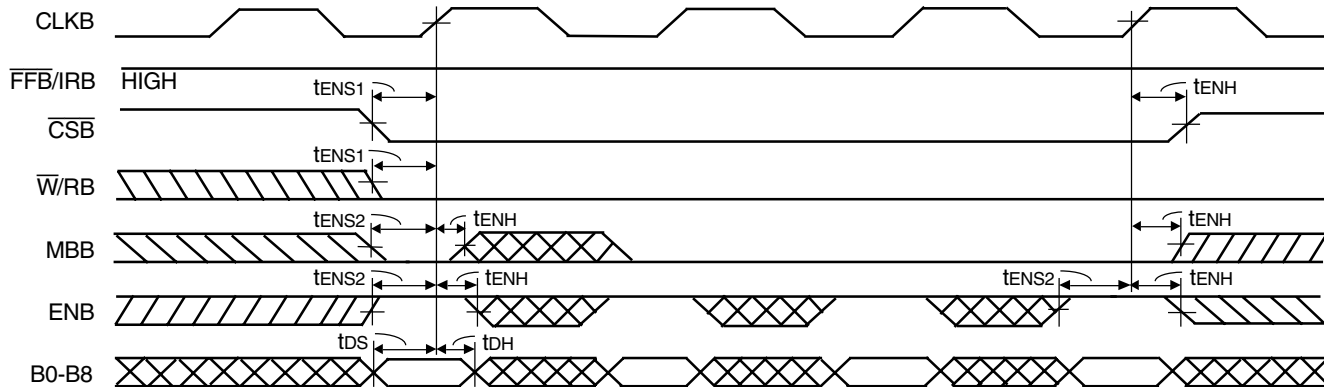 CLKB
FFB/IRB HIGH
tENS1 tENH
CSB
tENS1
W/RB
tENS2 tENH tENH
MBB
tENS2 tENH tENS2 tENH
ENB
tDS tDH
B0-B8